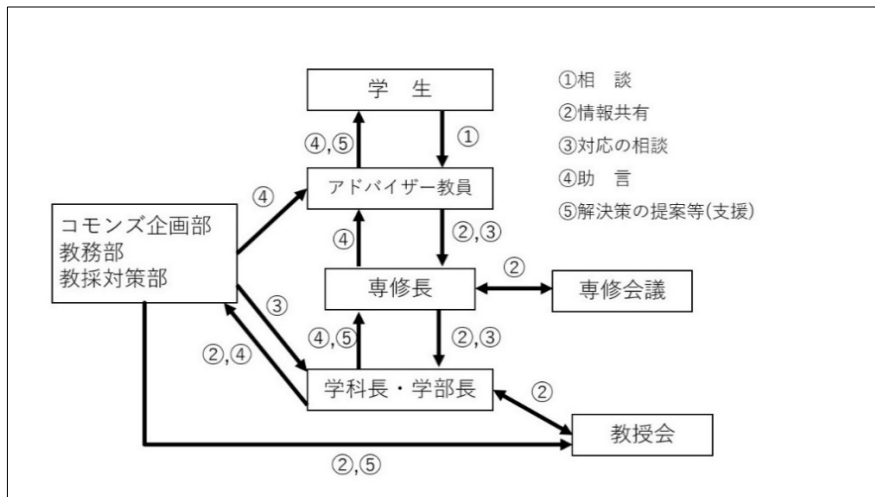 学　生
①相　談
②情報共有
③対応の相談
④助　言
⑤解決策の提案等(支援)
④,⑤
①
アドバイザー教員
④
コモンズ企画部
教務部
教採対策部
④
②,③
専修長
②
専修会議
③
④,⑤
②,③
②,④
学科長・学部長
②
教授会
②,⑤